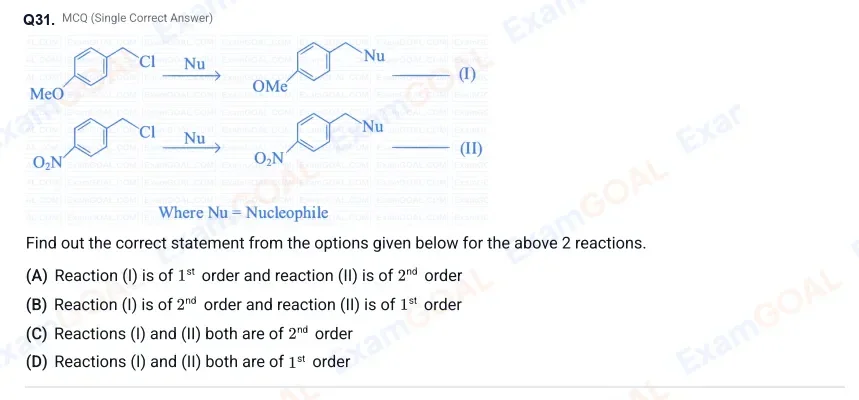 Q31. MCQ (Single Correct Answer)
Cl Nu Nu
MeO OMe (I)
Cl Nu Nu
O₂N O₂N (II)
Where Nu = Nucleophile
Find out the correct statement from the options given below for the above 2 reactions.
(A) Reaction (I) is of 1ˢᵗ order and reaction (II) is of 2ⁿᵈ order
(B) Reaction (I) is of 2ⁿᵈ order and reaction (II) is of 1ˢᵗ order
(C) Reactions (I) and (II) both are of 2ⁿᵈ order
(D) Reactions (I) and (II) both are of 1ˢᵗ order
ExamGOAL